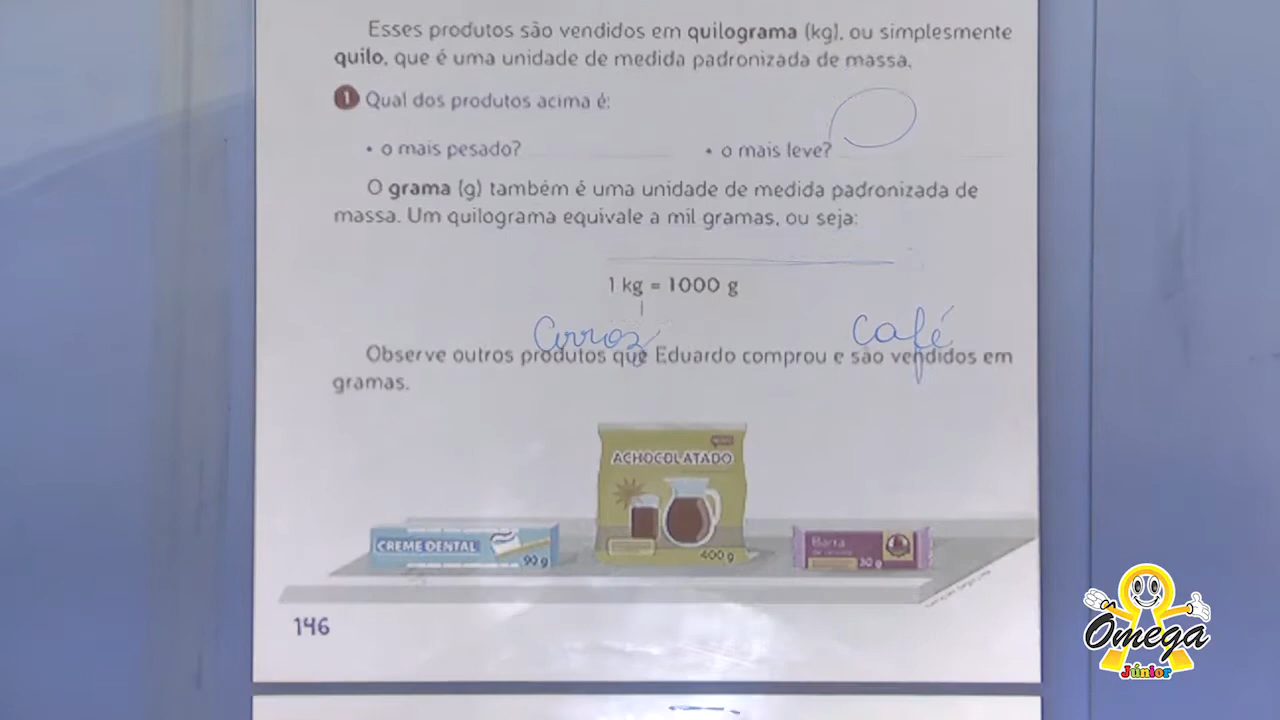 Esses produtos são vendidos em quilograma (kg), ou simplesmente
quilo, que é uma unidade de medida padronizada de massa.
1 Qual dos produtos acima é:
• o mais pesado? • o mais leve?
O grama (g) também é uma unidade de medida padronizada de
massa. Um quilograma equivale a mil gramas, ou seja:
1 kg = 1000 g
arroz café
Observe outros produtos que Eduardo comprou e são vendidos em
gramas.
ACHOCOLATADO
400 g
CREME DENTAL
90 g
Barra
30 g
146
Ômega
Júnior